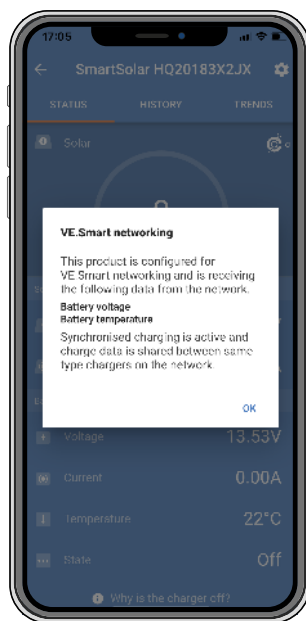 17:05
SmartSolar HQ20183X2JX
STATUS HISTORY TRENDS
Solar
VE.Smart networking
This product is configured for
VE Smart networking and is receiving
the following data from the network.
Battery voltage
Battery temperature
Synchronised charging is active and
charge data is shared between same
type chargers on the network
OK
Voltage 13.53V
Current 0.00A
Temperature 22°C
State Off
Why is the charger off?